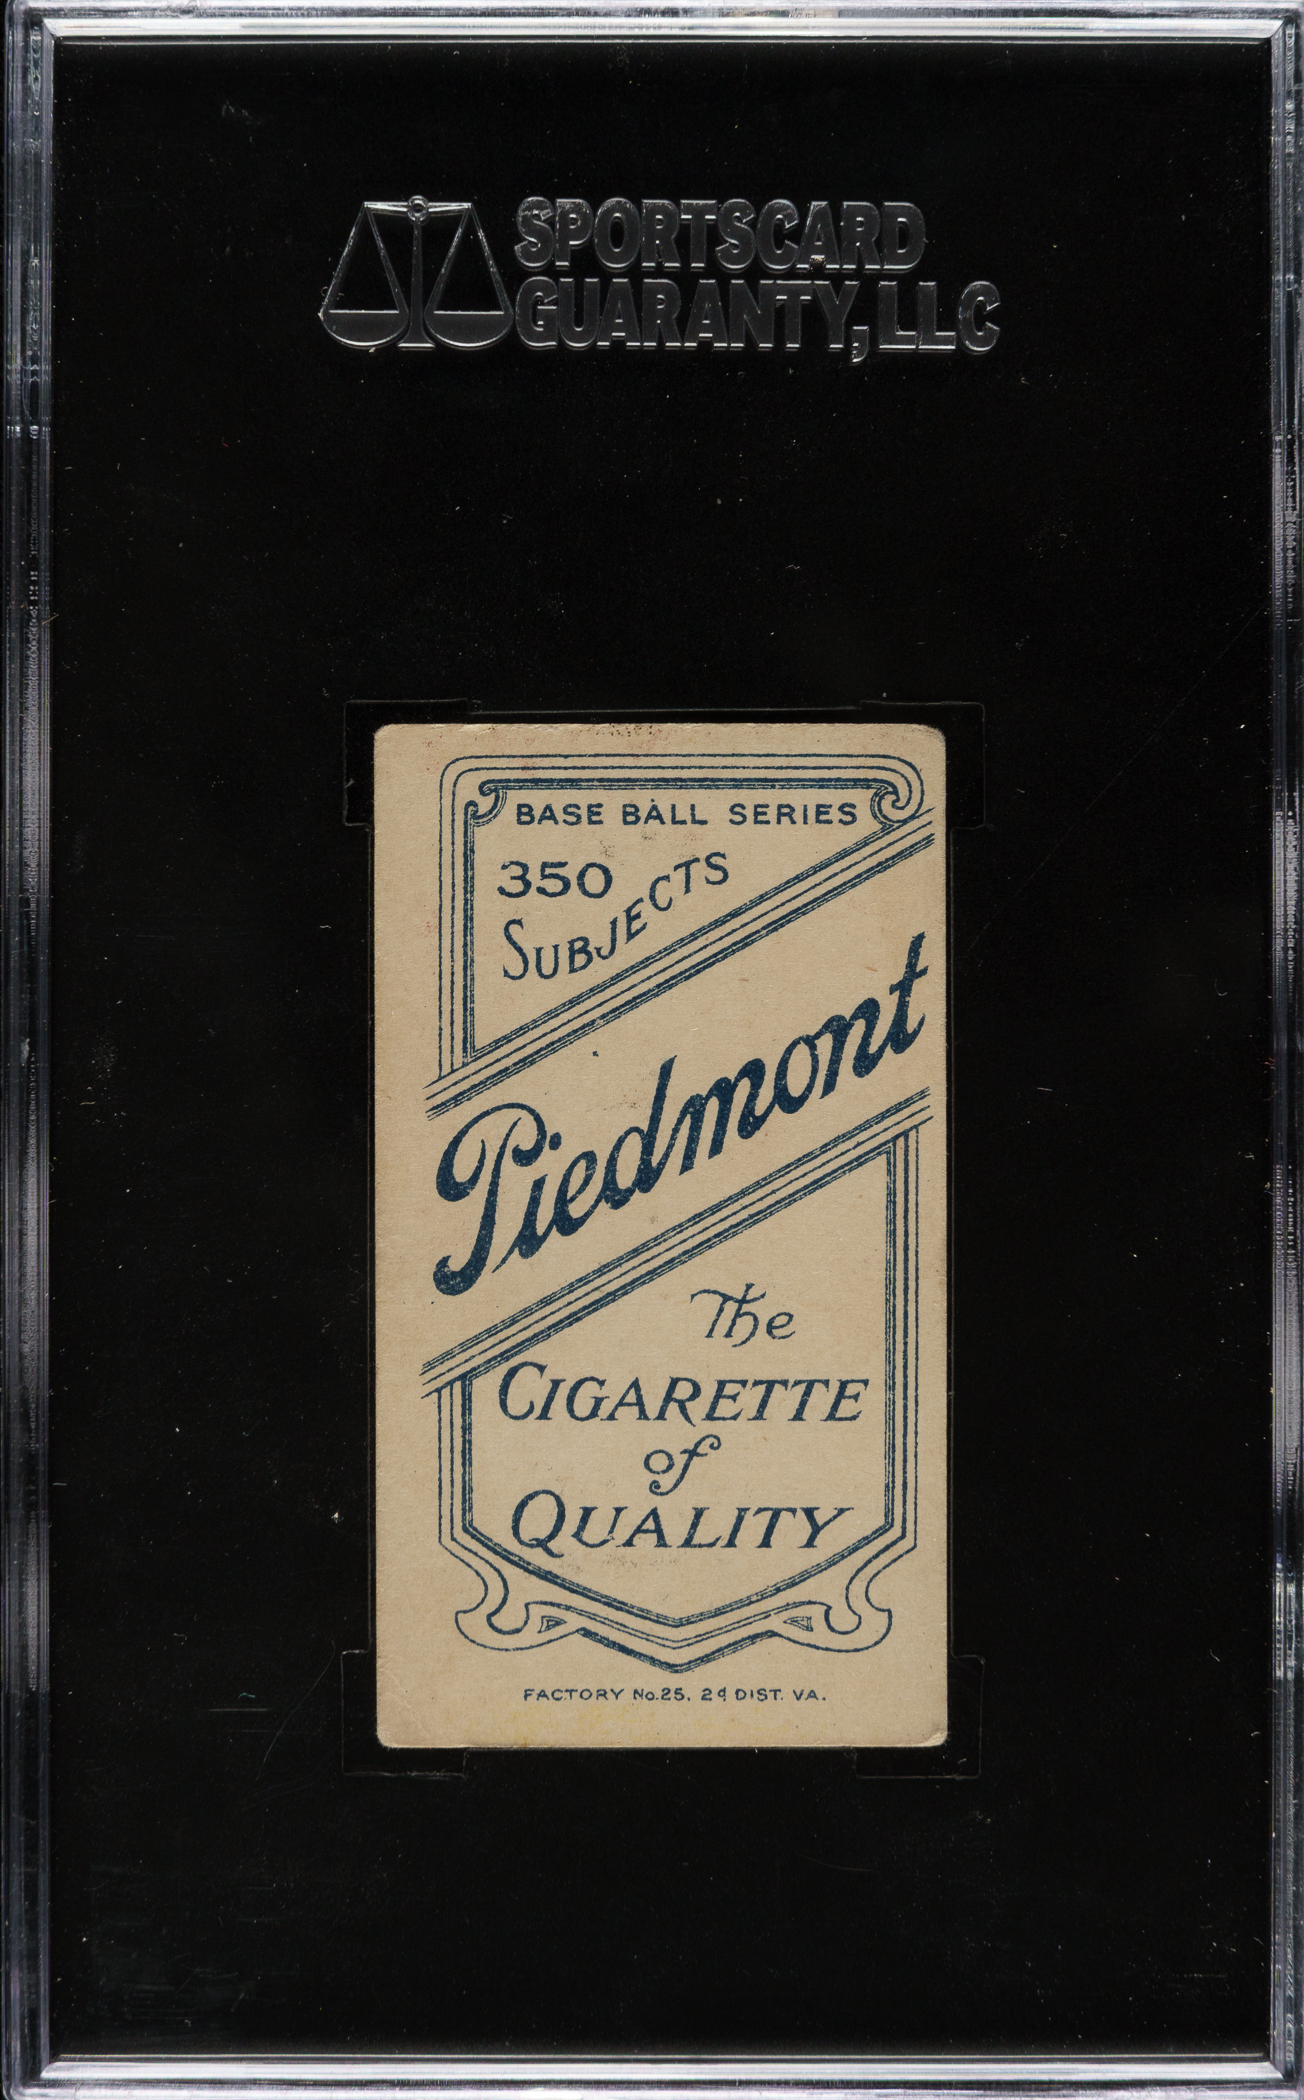 SPORTSCARD
GUARANTY, LLC
BASE BALL SERIES
350
SUBJECTS
Piedmont
The
CIGARETTE
of
QUALITY
FACTORY No.25. 2d DIST. VA.